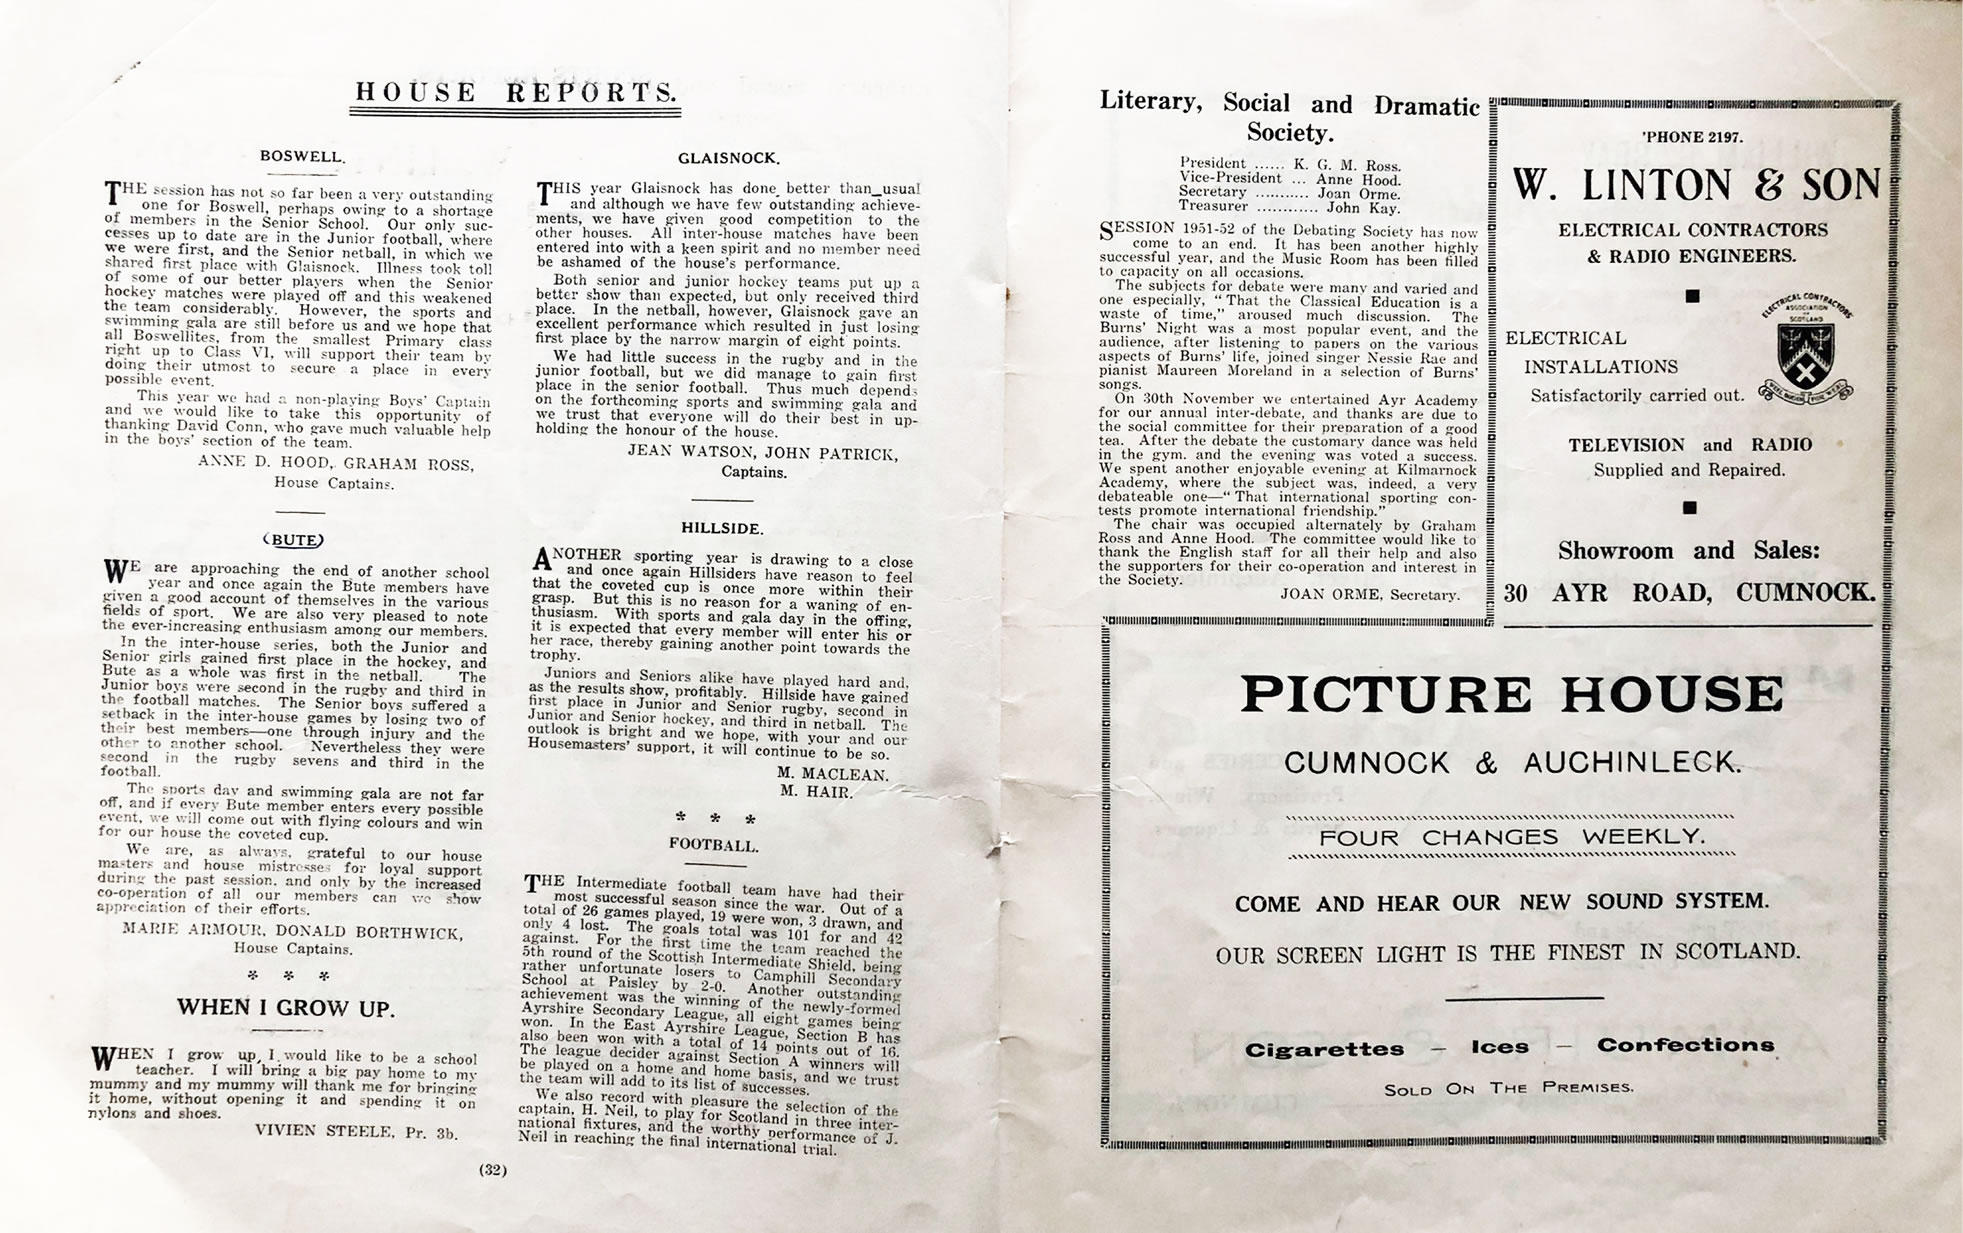 HOUSE REPORTS.
BOSWELL.
THE session has not so far been a very outstanding
one for Boswell, perhaps owing to a shortage
of members in the Senior School. Our only suc-
cesses up to date are in the Junior football, where
we were first, and the Senior netball, in which we
shared first place with Glaisnock. Illness took toll
of some of our better players when the Senior
hockey matches were played off and this weakened
the team considerably. However, the sports and
swimming gala are still before us and we hope that
all Boswellites, from the smallest Primary class
right up to Class VI, will support their team by
doing their utmost to secure a place in every
possible event.
This year we had a non-playing Boys' Captain
and we would like to take this opportunity of
thanking David Conn, who gave much valuable help
in the boys' section of the team.
ANNE D. HOOD, GRAHAM ROSS,
House Captains.
(BUTE)
WE are approaching the end of another school
year and once again the Bute members have
given a good account of themselves in the various
fields of sport. We are also very pleased to note
the ever-increasing enthusiasm among our members.
In the inter-house series, both the Junior and
Senior girls gained first place in the hockey, and
Bute as a whole was first in the netball. The
Junior boys were second in the rugby and third in
the football matches. The Senior boys suffered a
setback in the inter-house games by losing two of
their best members—one through injury and the
other to another school. Nevertheless they were
second in the rugby sevens and third in the
football.
The sports day and swimming gala are not far
off, and if every Bute member enters every possible
event, we will come out with flying colours and win
for our house the coveted cup.
We are, as always, grateful to our house
masters and house mistresses for loyal support
during the past session, and only by the increased
co-operation of all our members can we show
appreciation of their efforts.
MARIE ARMOUR, DONALD BORTHWICK,
House Captains.
* * *
WHEN I GROW UP.
WHEN I grow up, I would like to be a school
teacher. I will bring a big pay home to my
mummy and my mummy will thank me for bringing
it home, without opening it and spending it on
nylons and shoes.
VIVIEN STEELE, Pr. 3b.
GLAISNOCK.
THIS year Glaisnock has done better than usual
and although we have few outstanding achieve-
ments, we have given good competition to the
other houses. All inter-house matches have been
entered into with a keen spirit and no member need
be ashamed of the house's performance.
Both senior and junior hockey teams put up a
better show than expected, but only received third
place. In the netball, however, Glaisnock gave an
excellent performance which resulted in just losing
first place by the narrow margin of eight points.
We had little success in the rugby and in the
junior football, but we did manage to gain first
place in the senior football. Thus much depends
on the forthcoming sports and swimming gala and
we trust that everyone will do their best in up-
holding the honour of the house.
JEAN WATSON, JOHN PATRICK,
Captains.
HILLSIDE.
ANOTHER sporting year is drawing to a close
and once again Hillsiders have reason to feel
that the coveted cup is once more within their
grasp. But this is no reason for a waning of en-
thusiasm. With sports and gala day in the offing,
it is expected that every member will enter his or
her race, thereby gaining another point towards the
trophy.
Juniors and Seniors alike have played hard and,
as the results show, profitably. Hillside have gained
first place in Junior and Senior rugby, second in
Junior and Senior hockey, and third in netball. The
outlook is bright and we hope, with your and our
Housemasters' support, it will continue to be so.
M. MACLEAN.
M. HAIR.
* * *
FOOTBALL.
THE Intermediate football team have had their
most successful season since the war. Out of a
total of 26 games played, 19 were won, 3 drawn, and
only 4 lost. The goals total was 101 for and 42
against. For the first time the team reached the
5th round of the Scottish Intermediate Shield, being
rather unfortunate losers to Camphill Secondary
School at Paisley by 2-0. Another outstanding
achievement was the winning of the newly-formed
Ayrshire Secondary League, all eight games being
won. In the East Ayrshire League, Section B has
also been won with a total of 14 points out of 16.
The league decider against Section A winners will
be played on a home and home basis, and we trust
the team will add to its list of successes.
We also record with pleasure the selection of the
captain, H. Neil, to play for Scotland in three inter-
national fixtures, and the worthy performance of J.
Neil in reaching the final international trial.
(32)
Literary, Social and Dramatic
Society.
President ...... K. G. M. Ross.
Vice-President ... Anne Hood.
Secretary ........... Joan Orme.
Treasurer ............ John Kay.
SESSION 1951-52 of the Debating Society has now
come to an end. It has been another highly
successful year, and the Music Room has been filled
to capacity on all occasions.
The subjects for debate were many and varied and
one especially, "That the Classical Education is a
waste of time," aroused much discussion. The
Burns' Night was a most popular event, and the
audience, after listening to papers on the various
aspects of Burns' life, joined singer Nessie Rae and
pianist Maureen Moreland in a selection of Burns'
songs.
On 30th November we entertained Ayr Academy
for our annual inter-debate, and thanks are due to
the social committee for their preparation of a good
tea. After the debate the customary dance was held
in the gym. and the evening was voted a success.
We spent another enjoyable evening at Kilmarnock
Academy, where the subject was, indeed, a very
debateable one—"That international sporting con-
tests promote international friendship."
The chair was occupied alternately by Graham
Ross and Anne Hood. The committee would like to
thank the English staff for all their help and also
the supporters for their co-operation and interest in
the Society.
JOAN ORME, Secretary.
'PHONE 2197.
W. LINTON & SON
ELECTRICAL CONTRACTORS
& RADIO ENGINEERS.
ELECTRICAL CONTRACTORS
ASSOCIATION
OF
SCOTLAND
ELECTRICAL
INSTALLATIONS
Satisfactorily carried out.
TELEVISION and RADIO
Supplied and Repaired.
Showroom and Sales:
30 AYR ROAD, CUMNOCK.
PICTURE HOUSE
CUMNOCK & AUCHINLECK.
FOUR CHANGES WEEKLY.
COME AND HEAR OUR NEW SOUND SYSTEM.
OUR SCREEN LIGHT IS THE FINEST IN SCOTLAND.
Cigarettes — Ices — Confections
SOLD ON THE PREMISES.